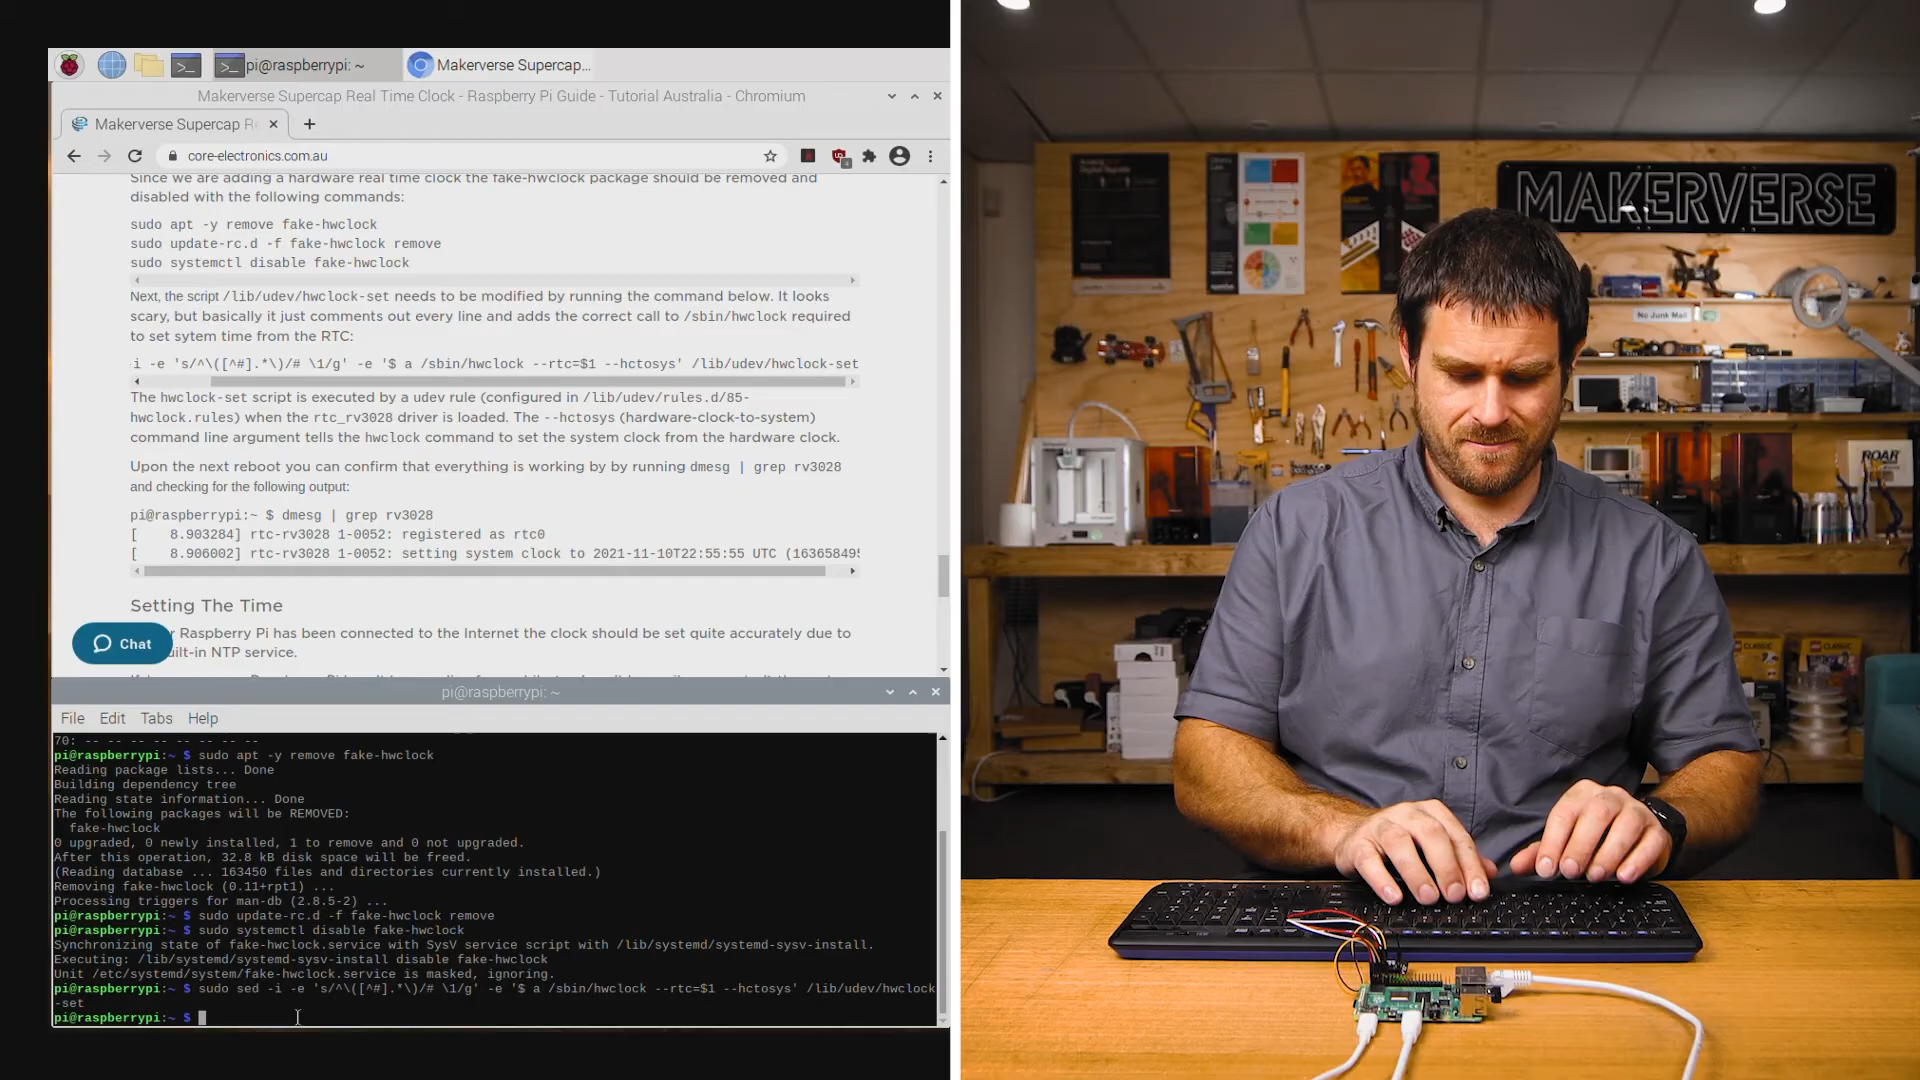 pi@raspberrypi: ~
Makerverse Supercap...
Makerverse Supercap Real Time Clock - Raspberry Pi Guide - Tutorial Australia - Chromium
Makerverse Supercap R
core-electronics.com.au
Since we are adding a hardware real time clock the fake-hwclock package should be removed and
disabled with the following commands:
sudo apt -y remove fake-hwclock
sudo update-rc.d -f fake-hwclock remove
sudo systemctl disable fake-hwclock
Next, the script /lib/udev/hwclock-set needs to be modified by running the command below. It looks
scary, but basically it just comments out every line and adds the correct call to /sbin/hwclock required
to set sytem time from the RTC:
i -e 's/^\([^#].*\)/# \1/g' -e '$ a /sbin/hwclock --rtc=$1 --hctosys' /lib/udev/hwclock-set
The hwclock-set script is executed by a udev rule (configured in /lib/udev/rules.d/85-
hwclock.rules) when the rtc_rv3028 driver is loaded. The --hctosys (hardware-clock-to-system)
command line argument tells the hwclock command to set the system clock from the hardware clock.
Upon the next reboot you can confirm that everything is working by by running dmesg | grep rv3028
and checking for the following output:
pi@raspberrypi:~ $ dmesg | grep rv3028
[    8.903284] rtc-rv3028 1-0052: registered as rtc0
[    8.906002] rtc-rv3028 1-0052: setting system clock to 2021-11-10T22:55:55 UTC (163658495
Setting The Time
r Raspberry Pi has been connected to the Internet the clock should be set quite accurately due to
uilt-in NTP service.
Chat
pi@raspberrypi: ~
File Edit Tabs Help
70: -- -- -- -- -- -- -- --
pi@raspberrypi:~ $ sudo apt -y remove fake-hwclock
Reading package lists... Done
Building dependency tree
Reading state information... Done
The following packages will be REMOVED:
  fake-hwclock
0 upgraded, 0 newly installed, 1 to remove and 0 not upgraded.
After this operation, 32.8 kB disk space will be freed.
(Reading database ... 163450 files and directories currently installed.)
Removing fake-hwclock (0.11+rpt1) ...
Processing triggers for man-db (2.8.5-2) ...
pi@raspberrypi:~ $ sudo update-rc.d -f fake-hwclock remove
pi@raspberrypi:~ $ sudo systemctl disable fake-hwclock
Synchronizing state of fake-hwclock.service with SysV service script with /lib/systemd/systemd-sysv-install.
Executing: /lib/systemd/systemd-sysv-install disable fake-hwclock
Unit /etc/systemd/system/fake-hwclock.service is masked, ignoring.
pi@raspberrypi:~ $ sudo sed -i -e 's/^\([^#].*\)/# \1/g' -e '$ a /sbin/hwclock --rtc=$1 --hctosys' /lib/udev/hwclock
-set
pi@raspberrypi:~ $
MAKERVERSE
No Junk Mail
ROAR
CLASSIC
CLASSIC